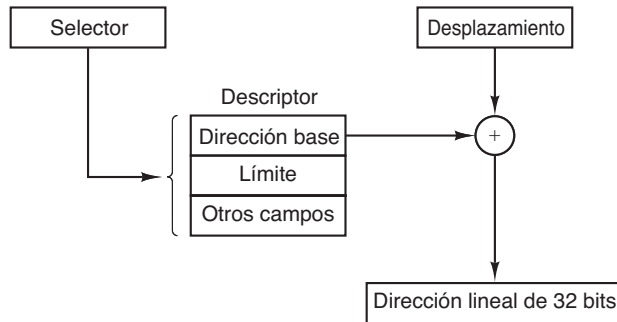 Selector
Desplazamiento
Descriptor
Dirección base
+
Límite
Otros campos
Dirección lineal de 32 bits